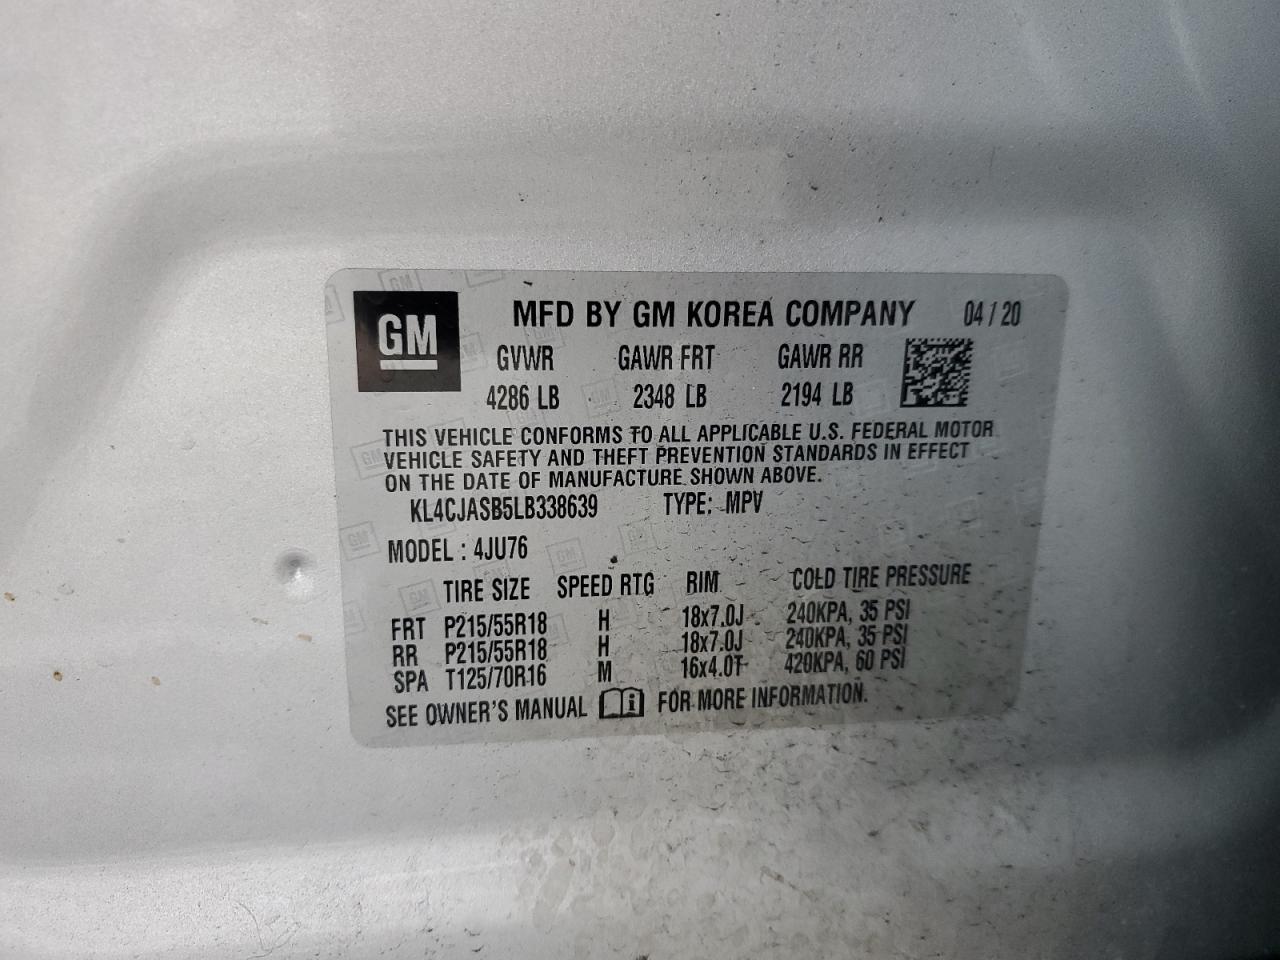 GM MFD BY GM KOREA COMPANY 04/20
GVWR GAWR FRT GAWR RR
4286 LB 2348 LB 2194 LB
THIS VEHICLE CONFORMS TO ALL APPLICABLE U.S. FEDERAL MOTOR
VEHICLE SAFETY AND THEFT PREVENTION STANDARDS IN EFFECT
ON THE DATE OF MANUFACTURE SHOWN ABOVE.
KL4CJASB5LB338639 TYPE: MPV
MODEL : 4JU76
TIRE SIZE SPEED RTG RIM COLD TIRE PRESSURE
FRT P215/55R18 H 18x7.0J 240KPA, 35 PSI
RR P215/55R18 H 18x7.0J 240KPA, 35 PSI
SPA T125/70R16 M 16x4.0T 420KPA, 60 PSI
SEE OWNER'S MANUAL i FOR MORE INFORMATION.